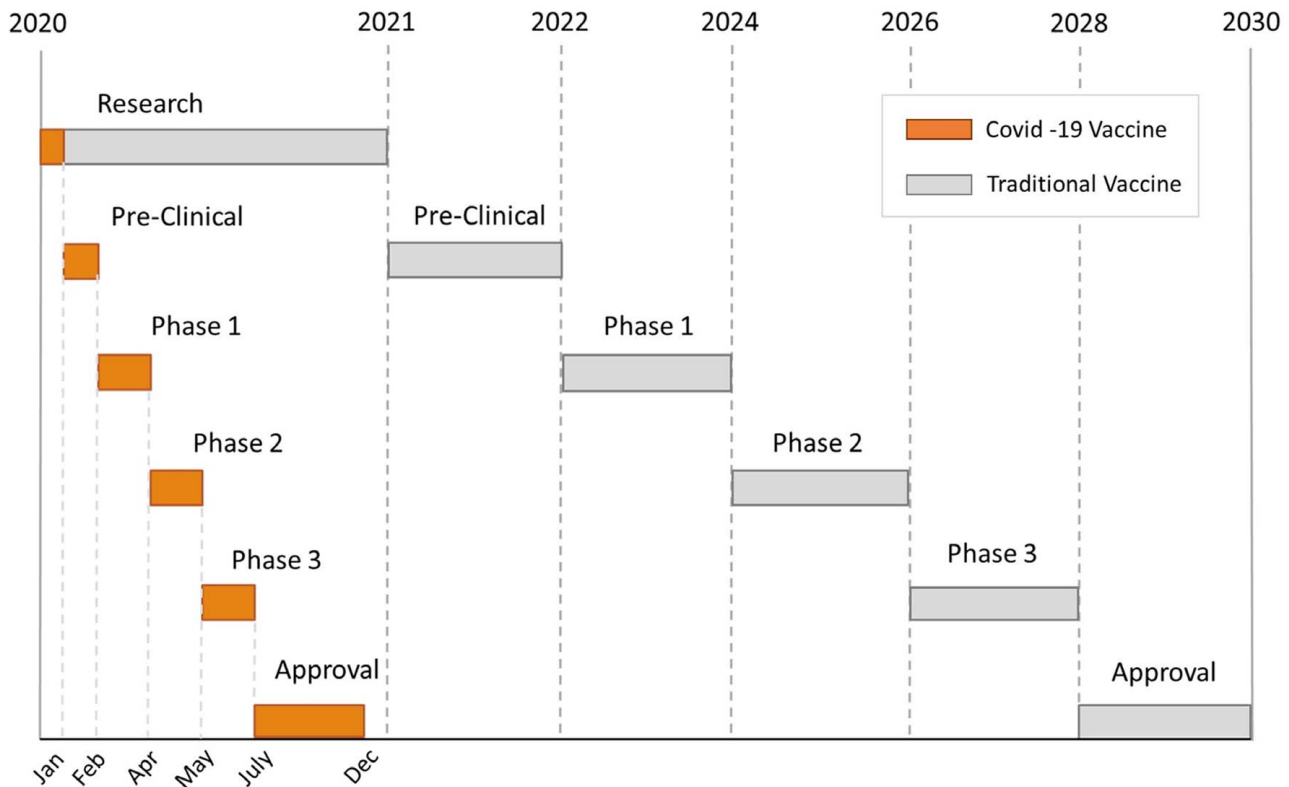 2020 2021 2022 2024 2026 2028 2030
Research
Covid -19 Vaccine
Traditional Vaccine
Pre-Clinical Pre-Clinical
Phase 1 Phase 1
Phase 2 Phase 2
Phase 3 Phase 3
Approval Approval
Jan Feb Apr May July Dec